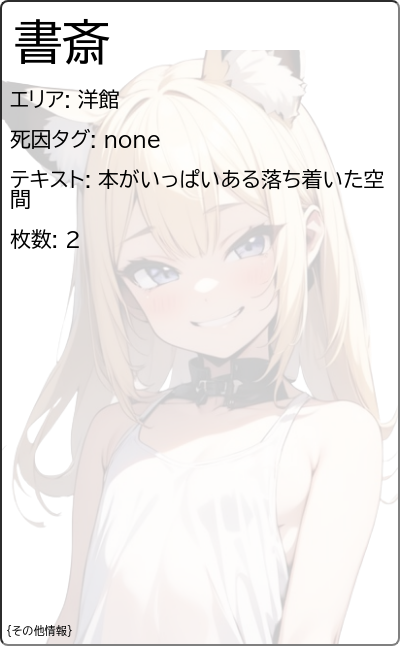 書斎
エリア: 洋館
死因タグ: none
テキスト: 本がいっぱいある落ち着いた空
間
枚数: 2
{その他情報}